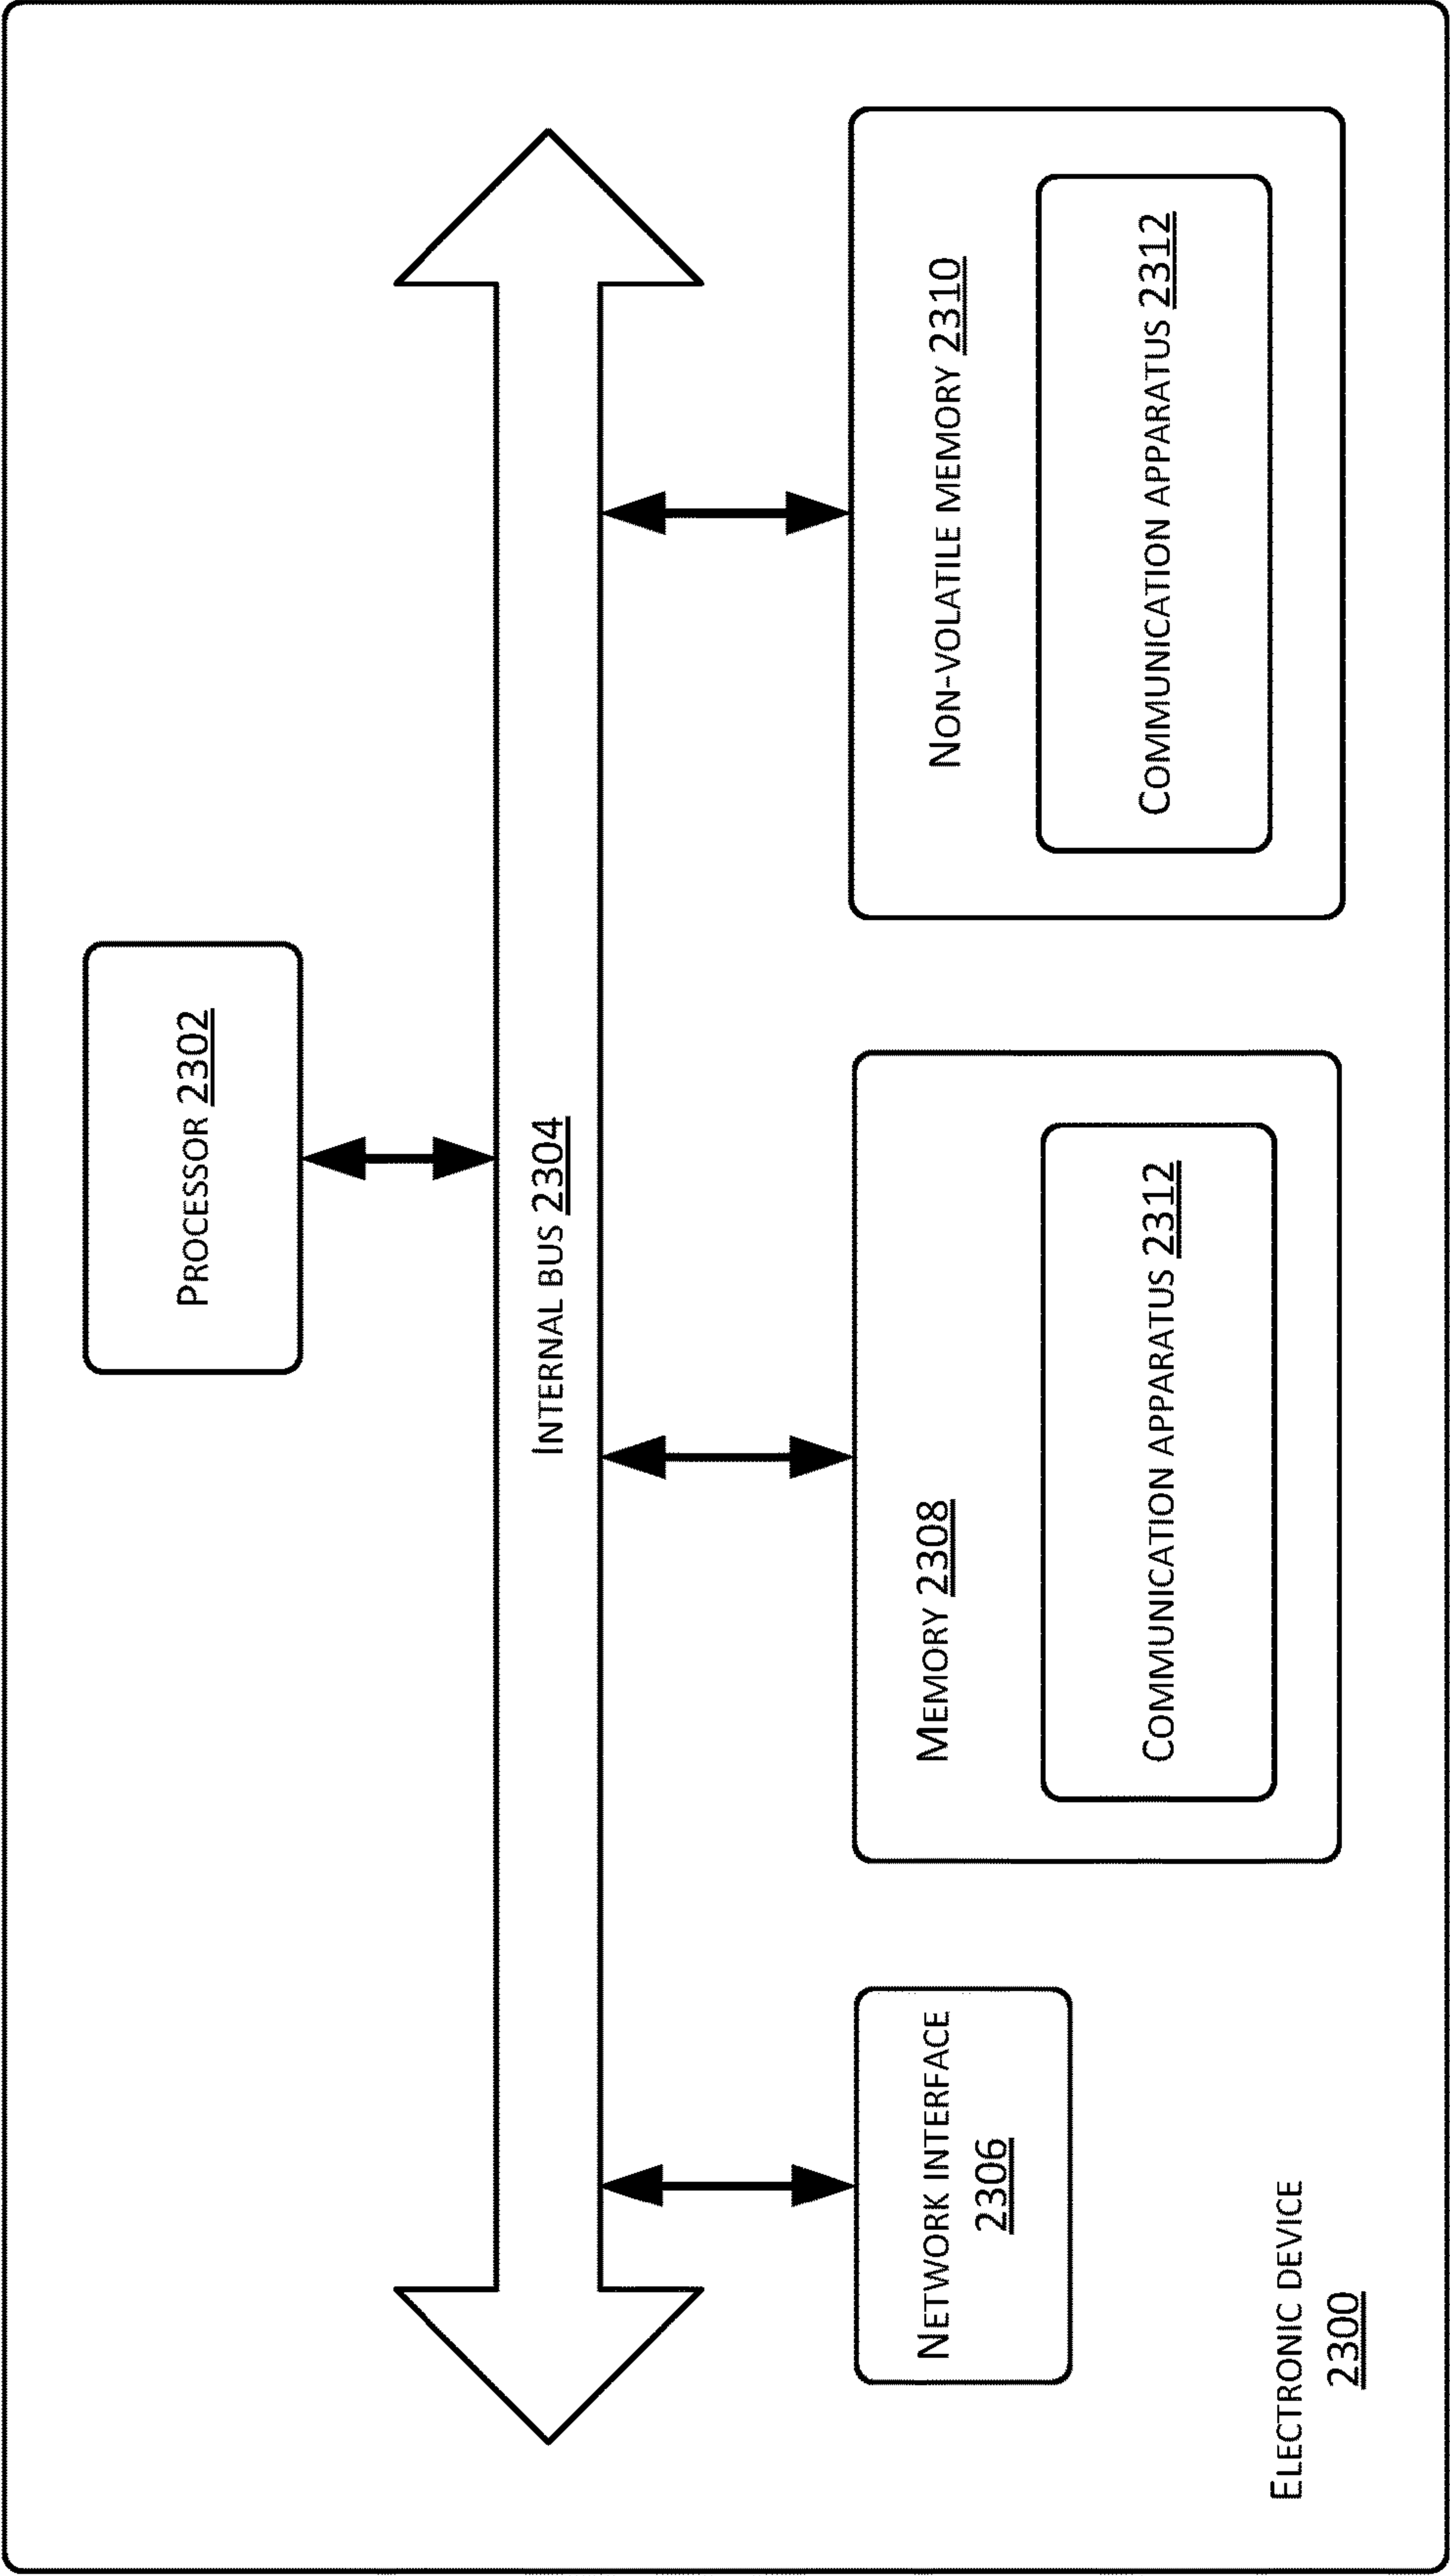 PROCESSOR 2302
INTERNAL BUS 2304
NETWORK INTERFACE
2306
MEMORY 2308
COMMUNICATION APPARATUS 2312
NON-VOLATILE MEMORY 2310
COMMUNICATION APPARATUS 2312
ELECTRONIC DEVICE
2300